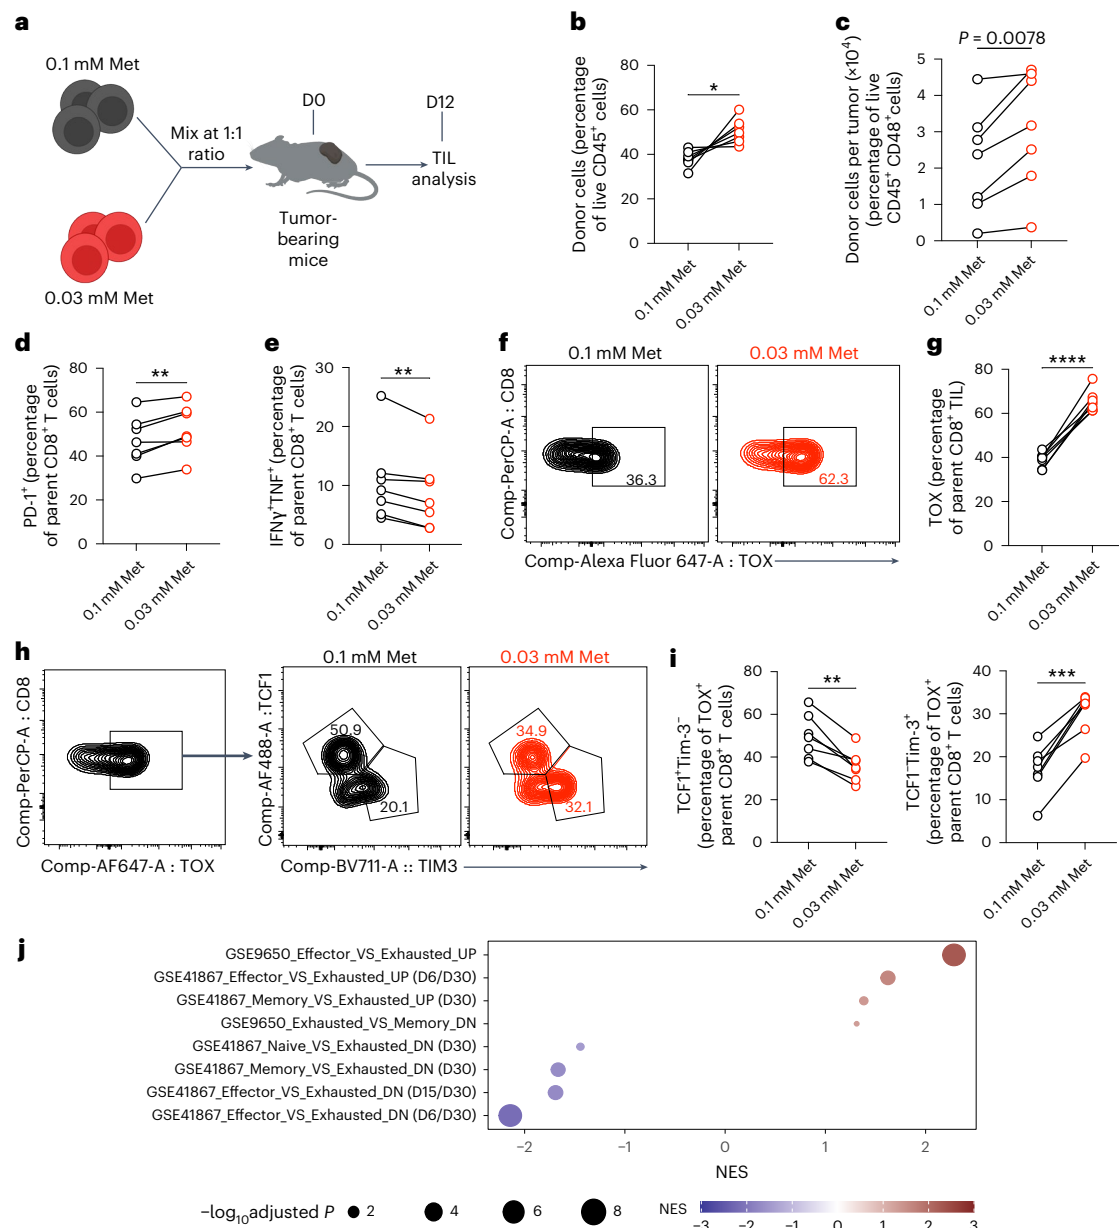 a
0.1 mM Met
0.03 mM Met
Mix at 1:1
ratio
D0
D12
TIL
analysis
Tumor-
bearing
mice
b
Donor cells (percentage
of live CD45⁺ cells)
80
60
40
20
0
*
0.1 mM Met
0.03 mM Met
c
Donor cells per tumor (×10⁴)
(percentage of live
CD45⁺ CD48⁺cells)
P = 0.0078
5
4
3
2
1
0
0.1 mM Met
0.03 mM Met
d
PD-1⁺ (percentage
of parent CD8⁺ T cells)
80
60
40
20
0
**
0.1 mM Met
0.03 mM Met
e
IFNγ⁺TNF⁺ (percentage
of parent CD8⁺ T cells)
30
20
10
0
**
0.1 mM Met
0.03 mM Met
f
0.1 mM Met
0.03 mM Met
Comp-PerCP-A : CD8
36.3
62.3
Comp-Alexa Fluor 647-A : TOX
g
TOX (percentage
of parent CD8⁺ TIL)
80
60
40
20
0
****
0.1 mM Met
0.03 mM Met
h
Comp-PerCP-A : CD8
Comp-AF647-A : TOX
0.1 mM Met
0.03 mM Met
Comp-AF488-A :TCF1
50.9
20.1
34.9
32.1
Comp-BV711-A :: TIM3
i
TCF1⁺Tim-3⁻
(percentage of TOX⁺
parent CD8⁺ T cells)
80
60
40
20
0
**
0.1 mM Met
0.03 mM Met
TCF1⁻Tim-3⁺
(percentage of TOX⁺
parent CD8⁺ T cells)
40
30
20
10
0
***
0.1 mM Met
0.03 mM Met
j
GSE9650_Effector_VS_Exhausted_UP
GSE41867_Effector_VS_Exhausted_UP (D6/D30)
GSE41867_Memory_VS_Exhausted_UP (D30)
GSE9650_Exhausted_VS_Memory_DN
GSE41867_Naive_VS_Exhausted_DN (D30)
GSE41867_Memory_VS_Exhausted_DN (D30)
GSE41867_Effector_VS_Exhausted_DN (D15/D30)
GSE41867_Effector_VS_Exhausted_DN (D6/D30)
−2 −1 0 1 2
NES
−log₁₀adjusted P 2 4 6 8
NES
−3 −2 −1 0 1 2 3